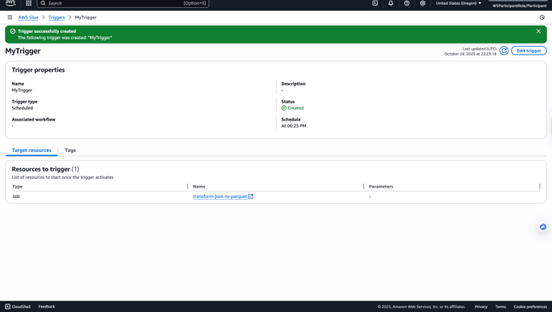 aws
Search
[Option+S]
United States (Oregon)
WSParticipantRole/Participant
AWS Glue > Triggers > MyTrigger
Trigger successfully created
The following trigger was created: "MyTrigger"
MyTrigger
Last updated (UTC)
October 24, 2025 at 22:23:18
Edit trigger
Trigger properties
Name
MyTrigger
Description
-
Trigger type
Scheduled
Status
Created
Associated workflow
-
Schedule
At 06:25 PM
Target resources
Tags
Resources to trigger (1)
List of resources to start once the trigger activates
Type
Name
Parameters
Job
transform-json-to-parquet
-
CloudShell
Feedback
© 2025, Amazon Web Services, Inc. or its affiliates.
Privacy
Terms
Cookie preferences